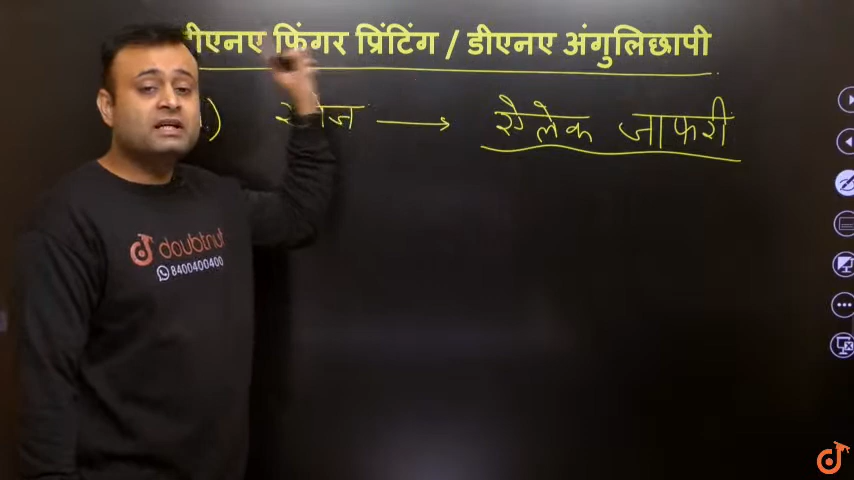 डीएनए फिंगर प्रिंटिंग / डीएनए अंगुलिछापी
→ ऐलेक जाफरी
doubtnut
8400400400